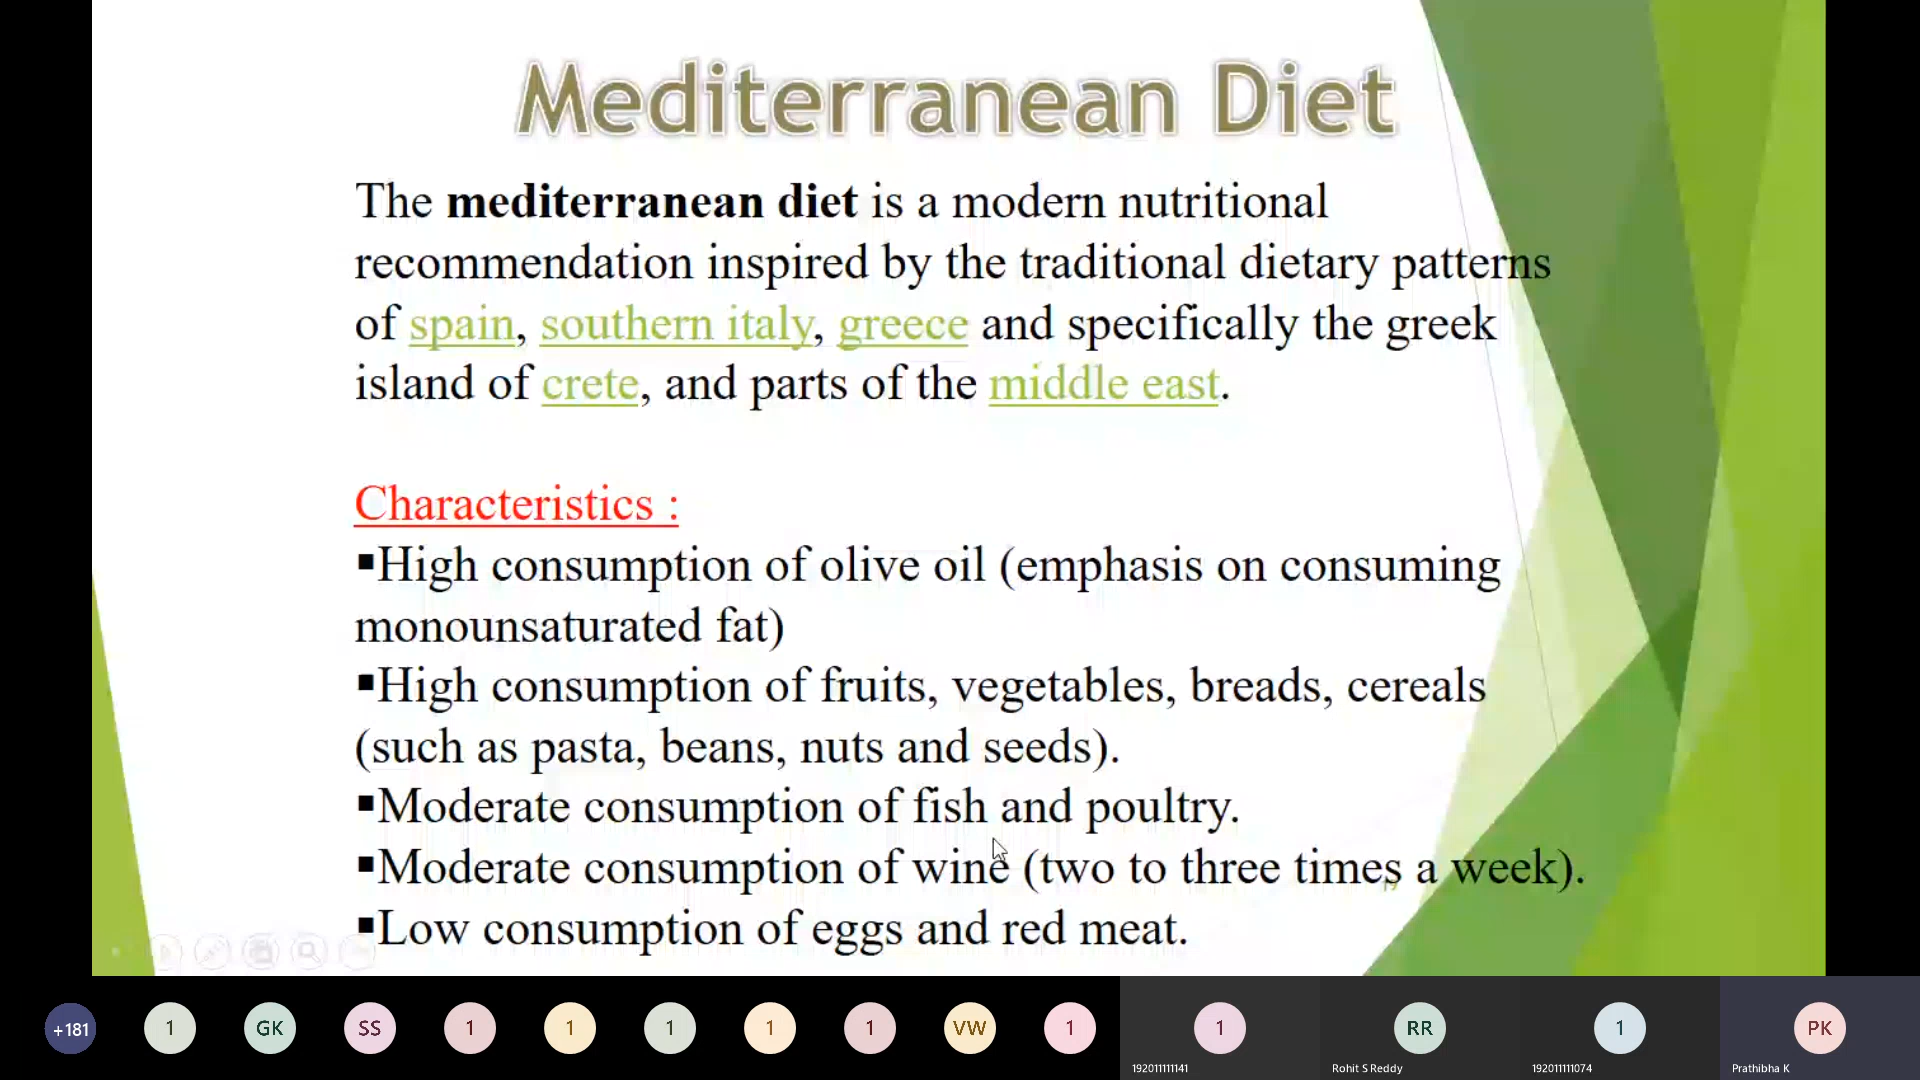 Mediterranean Diet
The mediterranean diet is a modern nutritional
recommendation inspired by the traditional dietary patterns
of spain, southern italy, greece and specifically the greek
island of crete, and parts of the middle east.
Characteristics :
▪High consumption of olive oil (emphasis on consuming
monounsaturated fat)
▪High consumption of fruits, vegetables, breads, cereals
(such as pasta, beans, nuts and seeds).
▪Moderate consumption of fish and poultry.
▪Moderate consumption of wine (two to three times a week).
19
▪Low consumption of eggs and red meat.
+181 1 GK SS 1 1 1 1 1 VW 1 1 RR 1 PK
192011111141 Rohit S Reddy 192011111074 Prathibha K